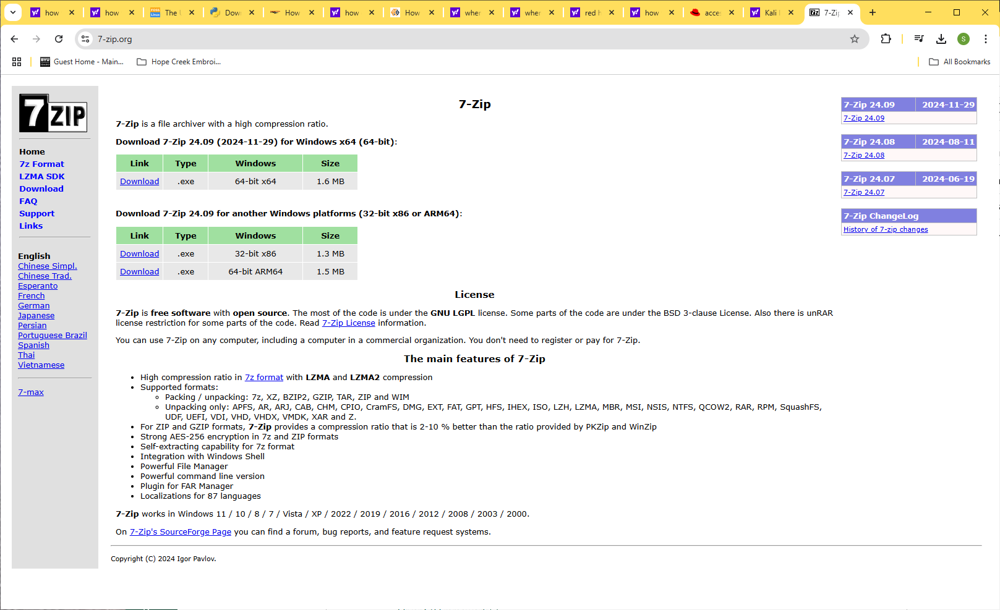 how
how
The
Dow
How
how
How
wher
wher
red h
how
acce
Kali
7-Zip
7-zip.org
S
BYU
IDAHO
Guest Home - Main...
Hope Creek Embroi...
All Bookmarks
7ZIP
Home
7z Format
LZMA SDK
Download
FAQ
Support
Links
English
Chinese Simpl.
Chinese Trad.
Esperanto
French
German
Japanese
Persian
Portuguese Brazil
Spanish
Thai
Vietnamese
7-max
7-Zip
7-Zip is a file archiver with a high compression ratio.
Download 7-Zip 24.09 (2024-11-29) for Windows x64 (64-bit):
Link Type Windows Size
Download .exe 64-bit x64 1.6 MB
Download 7-Zip 24.09 for another Windows platforms (32-bit x86 or ARM64):
Link Type Windows Size
Download .exe 32-bit x86 1.3 MB
Download .exe 64-bit ARM64 1.5 MB
License
7-Zip is free software with open source. The most of the code is under the GNU LGPL license. Some parts of the code are under the BSD 3-clause License. Also there is unRAR
license restriction for some parts of the code. Read 7-Zip License information.
You can use 7-Zip on any computer, including a computer in a commercial organization. You don't need to register or pay for 7-Zip.
The main features of 7-Zip
• High compression ratio in 7z format with LZMA and LZMA2 compression
• Supported formats:
◦ Packing / unpacking: 7z, XZ, BZIP2, GZIP, TAR, ZIP and WIM
◦ Unpacking only: APFS, AR, ARJ, CAB, CHM, CPIO, CramFS, DMG, EXT, FAT, GPT, HFS, IHEX, ISO, LZH, LZMA, MBR, MSI, NSIS, NTFS, QCOW2, RAR, RPM, SquashFS,
UDF, UEFI, VDI, VHD, VHDX, VMDK, XAR and Z.
• For ZIP and GZIP formats, 7-Zip provides a compression ratio that is 2-10 % better than the ratio provided by PKZip and WinZip
• Strong AES-256 encryption in 7z and ZIP formats
• Self-extracting capability for 7z format
• Integration with Windows Shell
• Powerful File Manager
• Powerful command line version
• Plugin for FAR Manager
• Localizations for 87 languages
7-Zip works in Windows 11 / 10 / 8 / 7 / Vista / XP / 2022 / 2019 / 2016 / 2012 / 2008 / 2003 / 2000.
On 7-Zip's SourceForge Page you can find a forum, bug reports, and feature request systems.
Copyright (C) 2024 Igor Pavlov.
7-Zip 24.09 2024-11-29
7-Zip 24.09
7-Zip 24.08 2024-08-11
7-Zip 24.08
7-Zip 24.07 2024-06-19
7-Zip 24.07
7-Zip ChangeLog
History of 7-zip changes